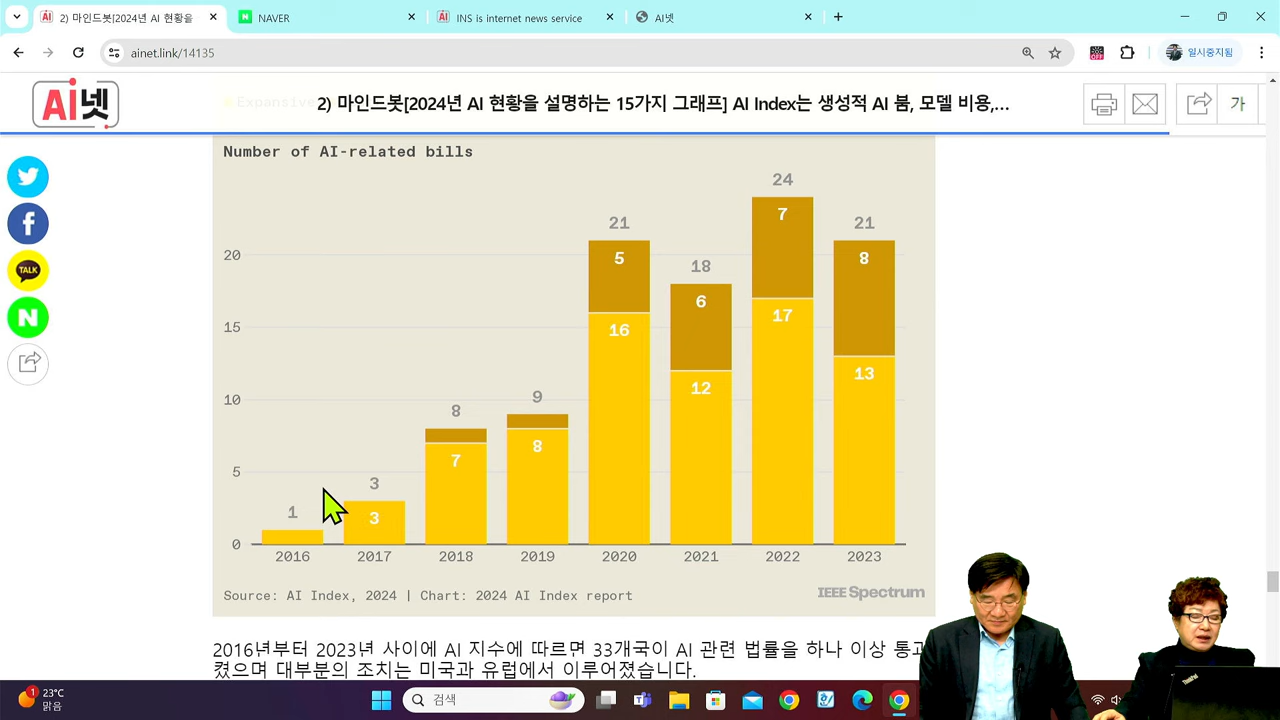 2) 마인드봇[2024년 AI 현황을
NAVER
INS is internet news service
AI넷
ainet.link/14135
OFF
일시중지됨
Ai넷
Expansive
2) 마인드봇[2024년 AI 현황을 설명하는 15가지 그래프] AI Index는 생성적 AI 붐, 모델 비용,...
가
TALK
N
Number of AI-related bills
24
21 21
18
20
15
10
5
0
9
8
3
1
7
5 8
6
16 17
12 13
8
7
3
2016 2017 2018 2019 2020 2021 2022 2023
Source: AI Index, 2024 | Chart: 2024 AI Index report
IEEE Spectrum
2016년부터 2023년 사이에 AI 지수에 따르면 33개국이 AI 관련 법률을 하나 이상 통과
켰으며 대부분의 조치는 미국과 유럽에서 이루어졌습니다.
1
23°C
맑음
검색
ThinkPad